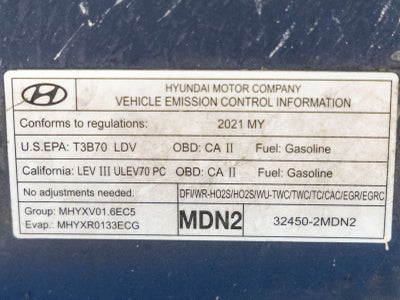 HYUNDAI MOTOR COMPANY
VEHICLE EMISSION CONTROL INFORMATION
Conforms to regulations: 2021 MY
U.S.EPA: T3B70 LDV OBD: CA II Fuel: Gasoline
California: LEV III ULEV70 PC OBD: CA II Fuel: Gasoline
No adjustments needed. DFI/WR-HO2S/HO2S/WU-TWC/TWC/TC/CAC/EGR/EGRC
Group: MHYXV01.6EC5
Evap.: MHYXR0133ECG
MDN2 32450-2MDN2